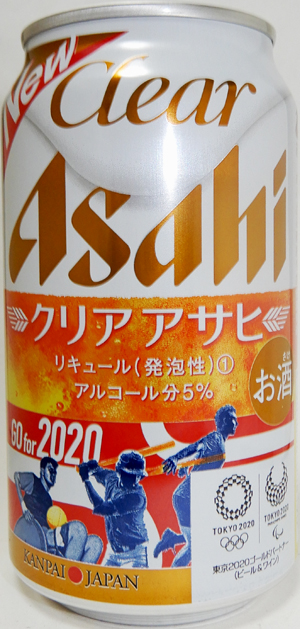 New
Clear
Asahi
クリア アサヒ
リキュール(発泡性)①
アルコール分5%
おさけ
お酒
GO for 2020
TOKYO 2020
TOKYO 2020
KANPAI JAPAN
東京2020ゴールドパートナー
(ビール&ワイン)